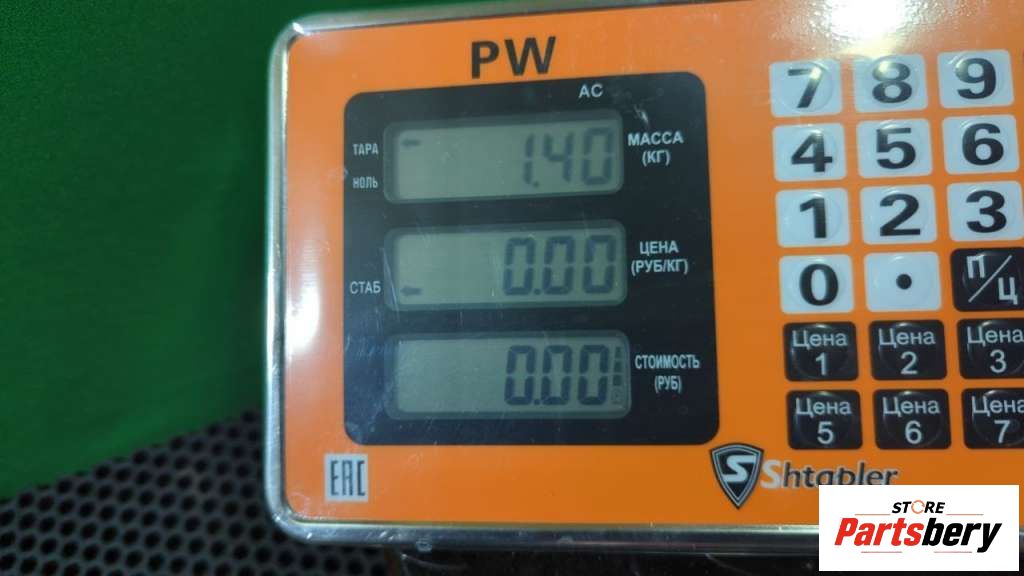 PW
AC
ТАРА
1.40
МАССА
(КГ)
НОЛЬ
0.00
ЦЕНА
(РУБ/КГ)
СТАБ
0.00
СТОИМОСТЬ
(РУБ)
EAC
Shtapler
7 8 9
4 5 6
1 2 3
0 . П/Ц
Цена 1
Цена 2
Цена 3
Цена 5
Цена 6
Цена 7
STORE
Partsbery